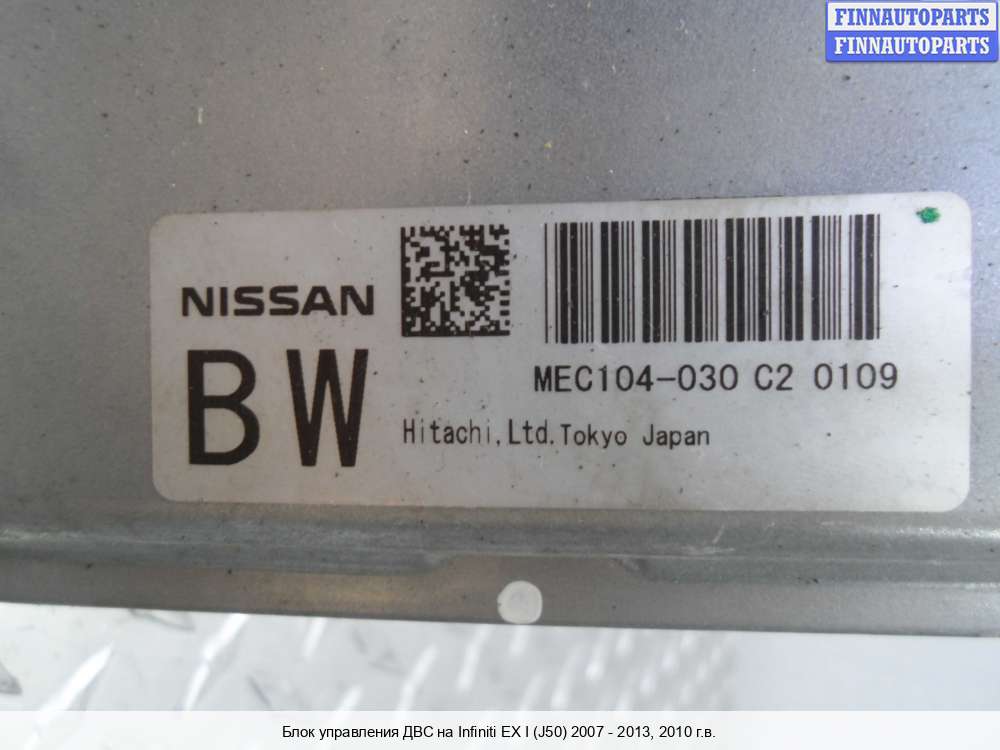 FINNAUTOPARTS
FINNAUTOPARTS
NISSAN
BW
MEC104-030 C2 0109
Hitachi,Ltd.Tokyo Japan
Блок управления ДВС на Infiniti EX I (J50) 2007 - 2013, 2010 г.в.